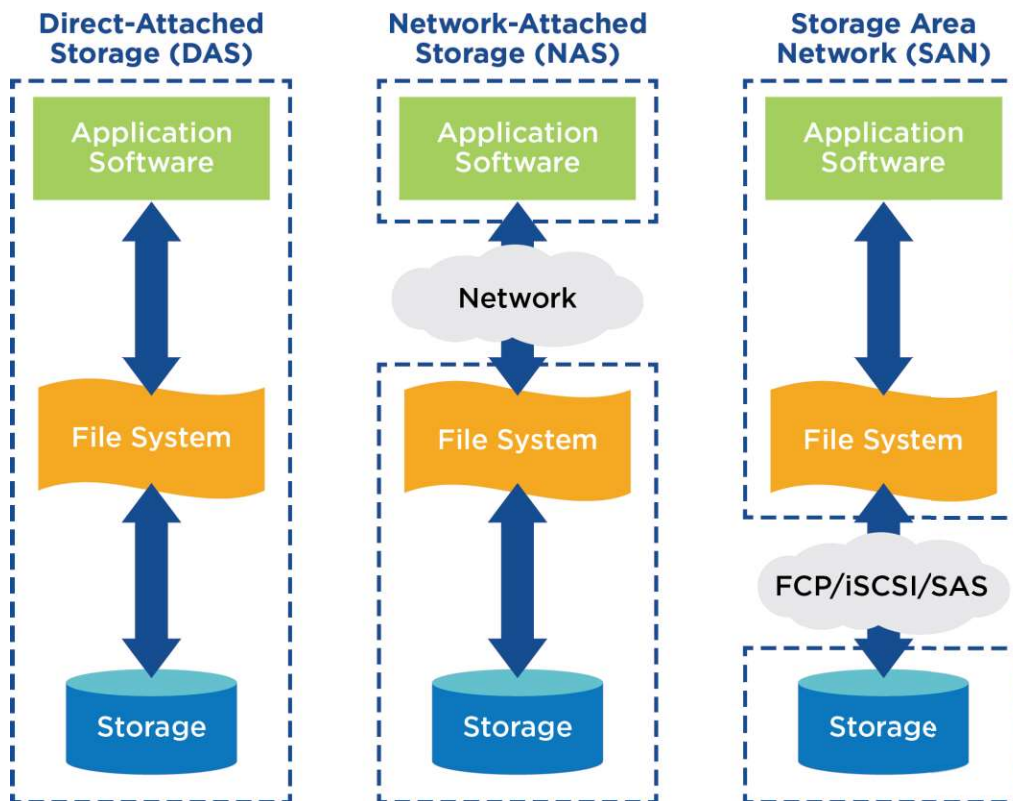 Direct-Attached
Storage (DAS)
Application
Software
File System
Storage
Network-Attached
Storage (NAS)
Application
Software
Network
File System
Storage
Storage Area
Network (SAN)
Application
Software
File System
FCP/iSCSI/SAS
Storage